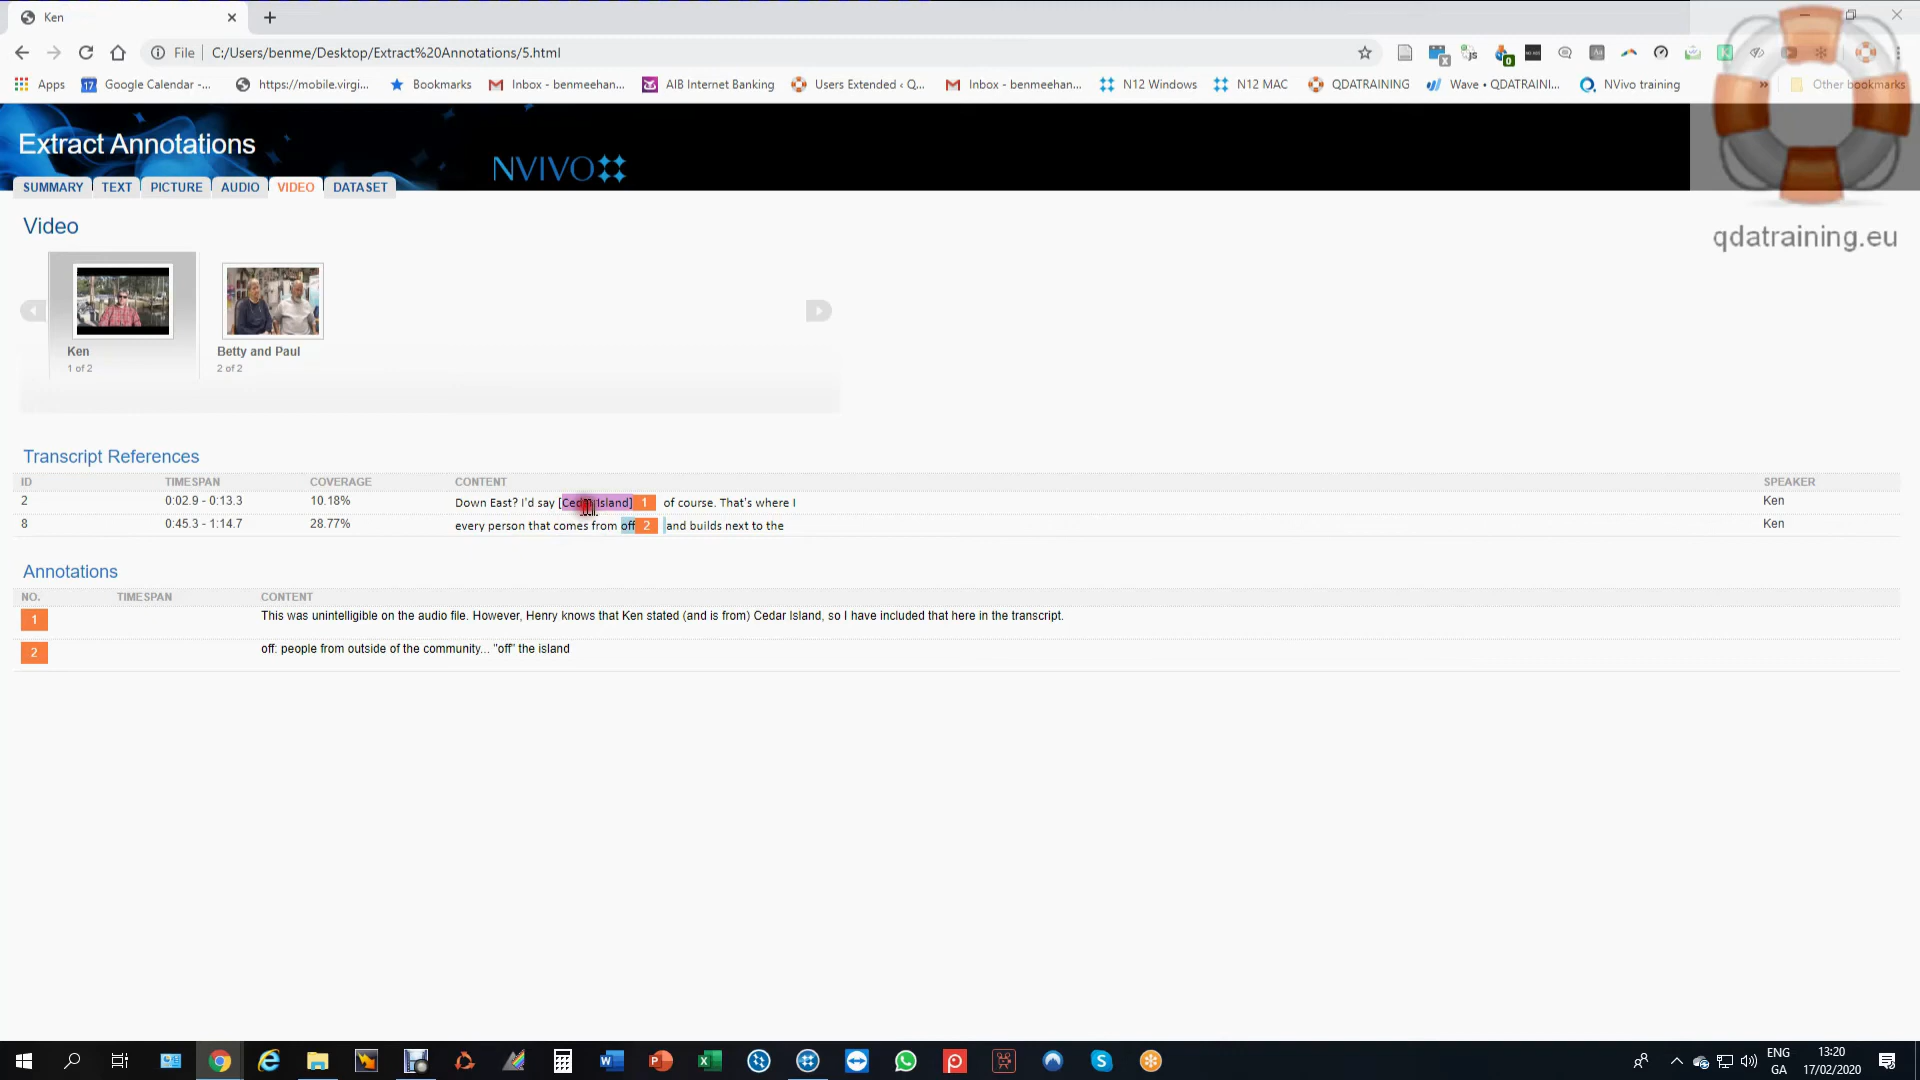 Ken
File
C:/Users/benme/Desktop/Extract%20Annotations/5.html
Apps
Google Calendar -...
https://mobile.virgi...
Bookmarks
Inbox - benmeehan...
AIB Internet Banking
Users Extended ‹ Q...
Inbox - benmeehan...
N12 Windows
N12 MAC
QDATRAINING
Wave • QDATRAINI...
NVivo training
»
Other bookmarks
Extract Annotations
NVIVO
SUMMARY TEXT PICTURE AUDIO VIDEO DATASET
qdatraining.eu
Video
Ken
1 of 2
Betty and Paul
2 of 2
Transcript References
ID TIMESPAN COVERAGE CONTENT SPEAKER
2 0:02.9 - 0:13.3 10.18% Down East? I'd say [Cedar Island] 1 of course. That's where I Ken
8 0:45.3 - 1:14.7 28.77% every person that comes from off 2 and builds next to the Ken
Annotations
NO. TIMESPAN CONTENT
1 This was unintelligible on the audio file. However, Henry knows that Ken stated (and is from) Cedar Island, so I have included that here in the transcript.
2 off: people from outside of the community... "off" the island
ENG
GA
13:20
17/02/2020